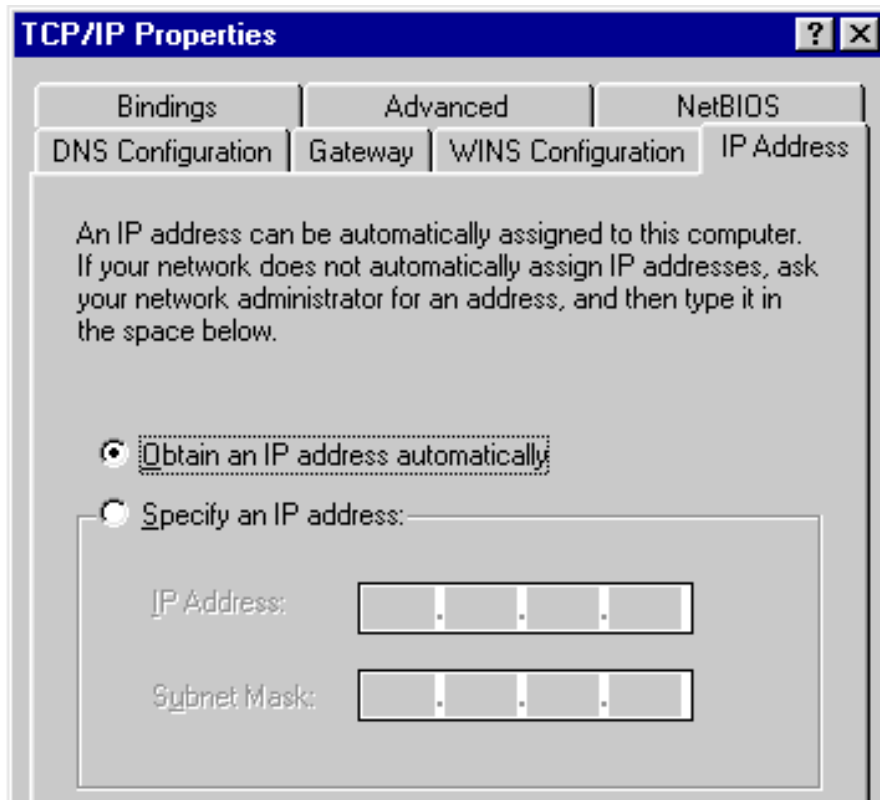 TCP/IP Properties
Bindings
Advanced
NetBIOS
DNS Configuration
Gateway
WINS Configuration
IP Address
An IP address can be automatically assigned to this computer.
If your network does not automatically assign IP addresses, ask
your network administrator for an address, and then type it in
the space below.
Obtain an IP address automatically
Specify an IP address:
IP Address:
Subnet Mask: